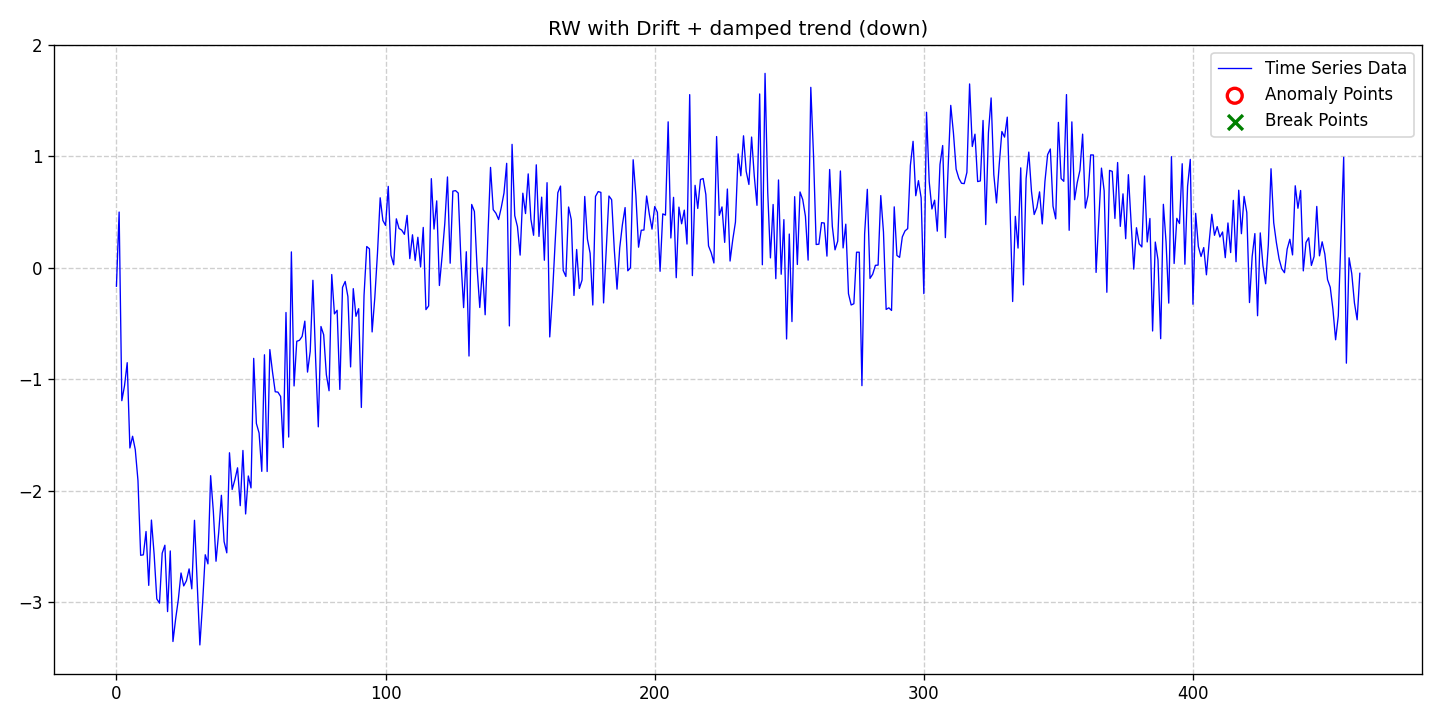 RW with Drift + damped trend (down)
Time Series Data
Anomaly Points
Break Points
2
1
0
−1
−2
−3
0 100 200 300 400